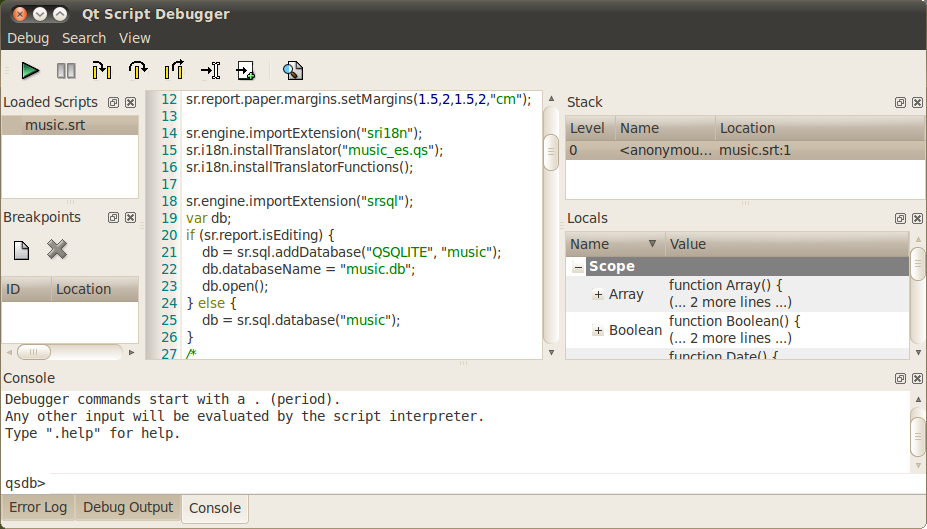 Qt Script Debugger
Debug Search View
Loaded Scripts
music.srt
Breakpoints
ID Location
12 sr.report.paper.margins.setMargins(1.5,2,1.5,2,"cm");
13
14 sr.engine.importExtension("sri18n");
15 sr.i18n.installTranslator("music_es.qs");
16 sr.i18n.installTranslatorFunctions();
17
18 sr.engine.importExtension("srsql");
19 var db;
20 if (sr.report.isEditing) {
21 db = sr.sql.addDatabase("QSQLITE", "music");
22 db.databaseName = "music.db";
23 db.open();
24 } else {
25 db = sr.sql.database("music");
26 }
27 /*
Stack
Level Name Location
0 <anonymou... music.srt:1
Locals
Name Value
Scope
Array function Array() {
(... 2 more lines ...)
Boolean function Boolean() {
(... 2 more lines ...)
function Date() {
Console
Debugger commands start with a . (period).
Any other input will be evaluated by the script interpreter.
Type ".help" for help.
qsdb>
Error Log Debug Output Console